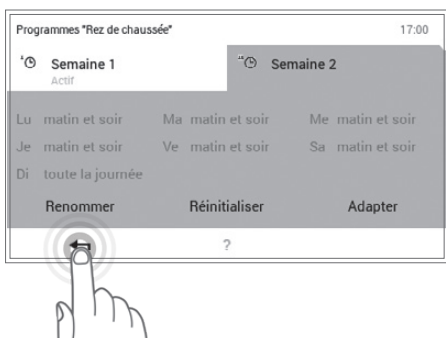 Programmes "Rez de chaussée" 17:00
Semaine 1 Semaine 2
Actif
Lu matin et soir Ma matin et soir Me matin et soir
Je matin et soir Ve matin et soir Sa matin et soir
Di toute la journée
Renommer Réinitialiser Adapter
?